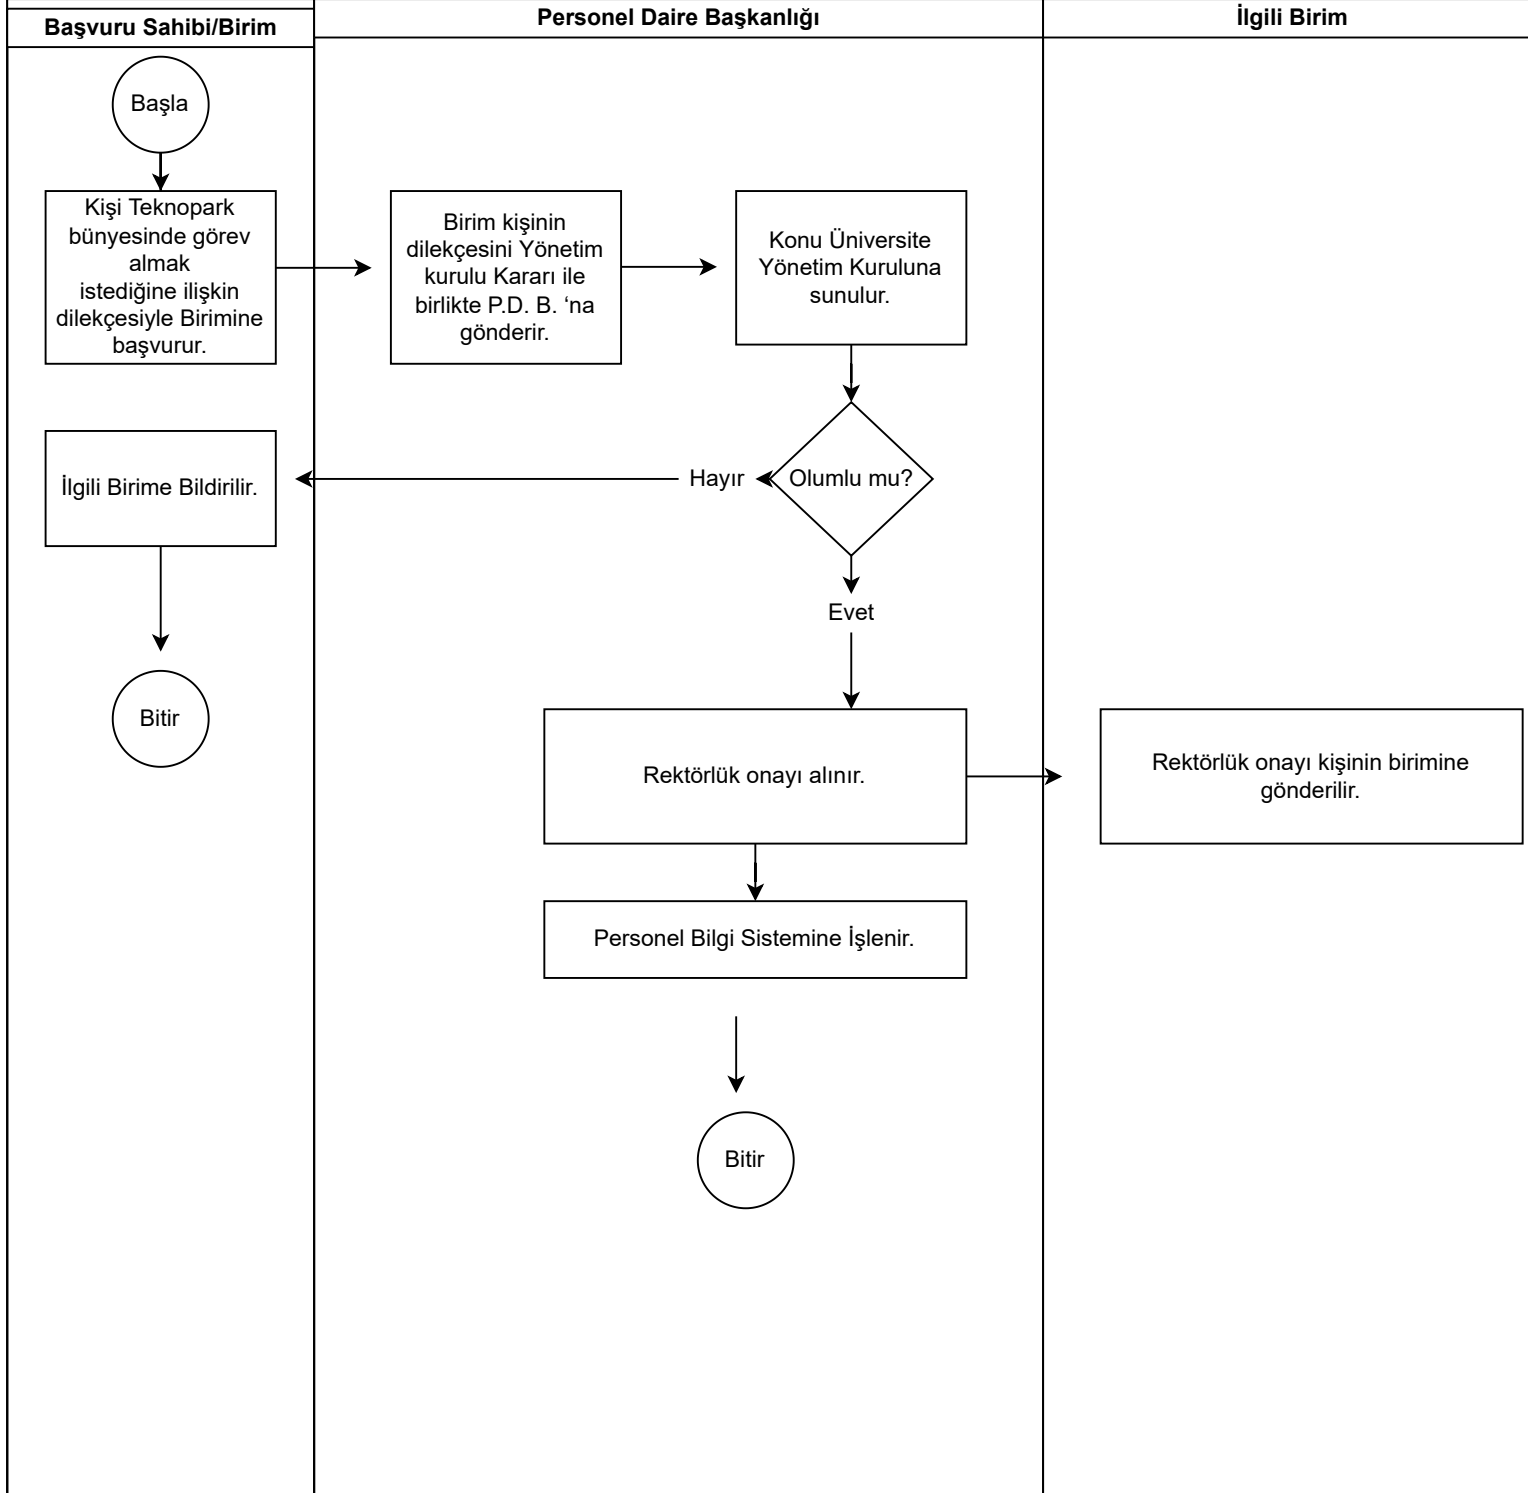 Başvuru Sahibi/Birim
Personel Daire Başkanlığı
İlgili Birim
Başla
Kişi Teknopark
bünyesinde görev
almak
istediğine ilişkin
dilekçesiyle Birimine
başvurur.
Birim kişinin
dilekçesini Yönetim
kurulu Kararı ile
birlikte P.D. B. ‘na
gönderir.
Konu Üniversite
Yönetim Kuruluna
sunulur.
Olumlu mu?
Hayır
İlgili Birime Bildirilir.
Bitir
Evet
Rektörlük onayı alınır.
Rektörlük onayı kişinin birimine
gönderilir.
Personel Bilgi Sistemine İşlenir.
Bitir